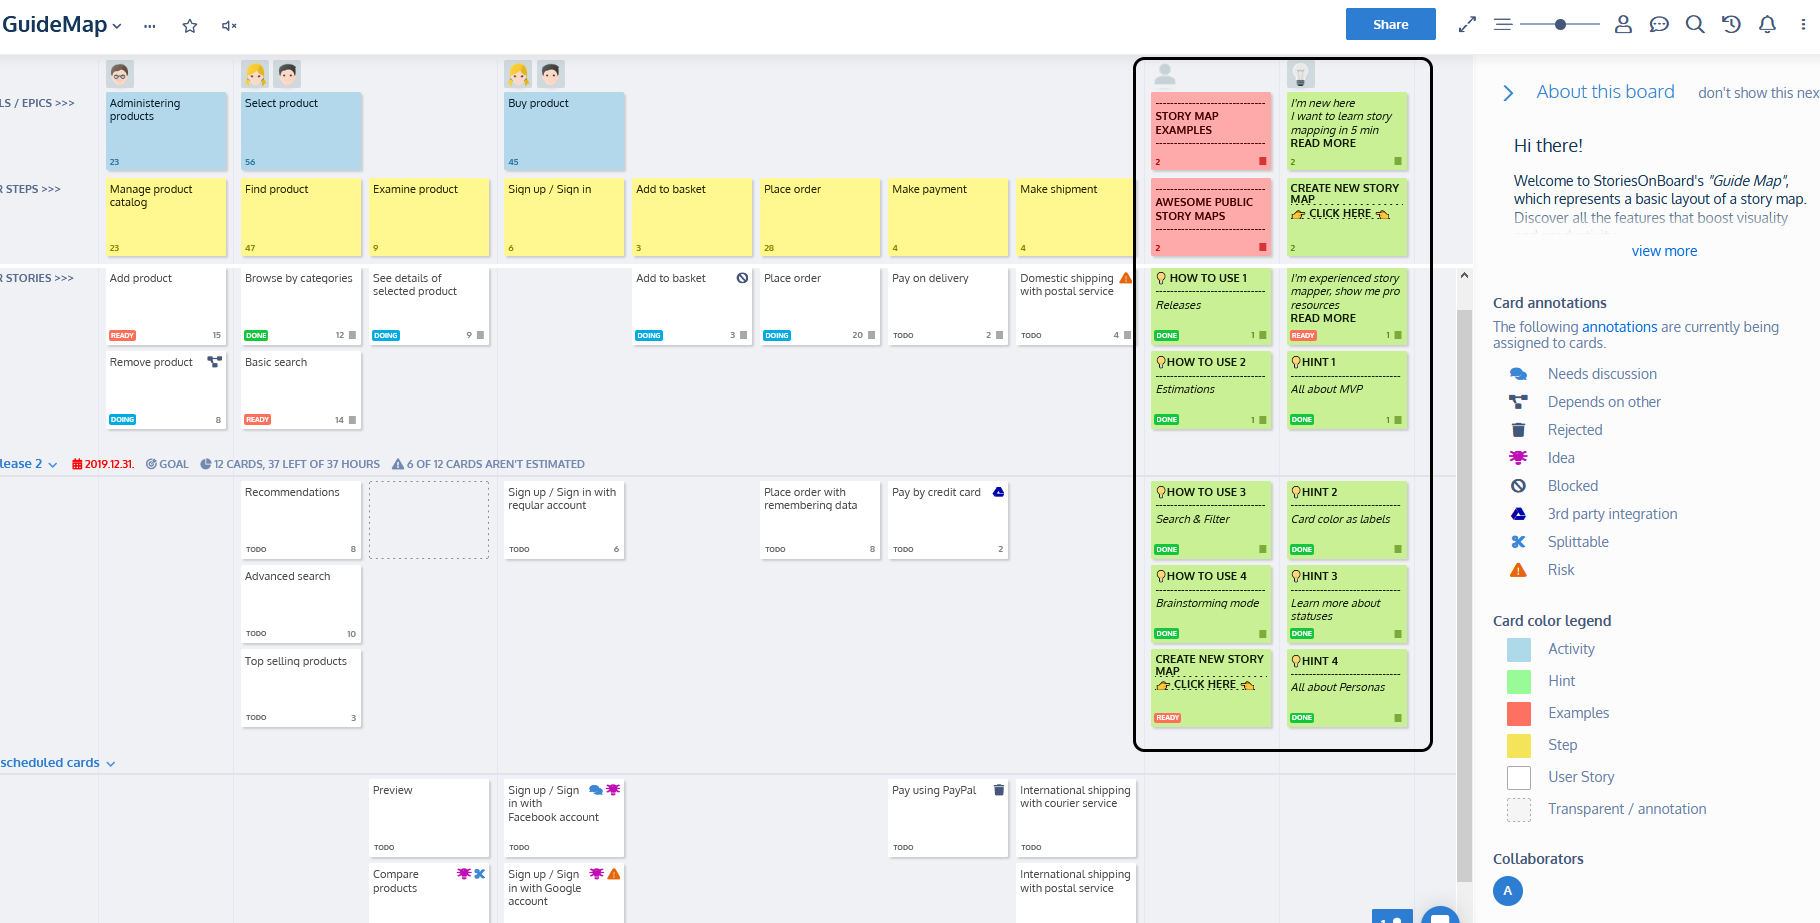 GuideMap
...
Share
LS / EPICS >>>
Administering
products
23
Select product
56
Buy product
45
STORY MAP
EXAMPLES
2
I'm new here
I want to learn story
mapping in 5 min
READ MORE
2
R STEPS >>>
Manage product
catalog
23
Find product
47
Examine product
9
Sign up / Sign in
6
Add to basket
3
Place order
28
Make payment
4
Make shipment
4
AWESOME PUBLIC
STORY MAPS
2
CREATE NEW STORY
MAP
CLICK HERE
2
R STORIES >>>
Add product
READY 15
Browse by categories
DONE 12
See details of
selected product
DOING 9
Add to basket
DOING 3
Place order
DOING 20
Pay on delivery
TODO 2
Domestic shipping
with postal service
TODO 4
HOW TO USE 1
Releases
DONE 1
I'm experienced story
mapper, show me pro
resources
READ MORE
READY 1
Remove product
DOING 8
Basic search
READY 14
HOW TO USE 2
Estimations
DONE 1
HINT 1
All about MVP
DONE 1
lease 2 2019.12.31. GOAL 12 CARDS, 37 LEFT OF 37 HOURS 6 OF 12 CARDS AREN'T ESTIMATED
Recommendations
TODO 8
Sign up / Sign in with
regular account
TODO 6
Place order with
remembering data
TODO 8
Pay by credit card
TODO 2
HOW TO USE 3
Search & Filter
DONE
HINT 2
Card color as labels
DONE
Advanced search
TODO 10
HOW TO USE 4
Brainstorming mode
DONE
HINT 3
Learn more about
statuses
DONE
Top selling products
TODO 3
CREATE NEW STORY
MAP
CLICK HERE
READY
HINT 4
All about Personas
DONE
scheduled cards
Preview
TODO
Sign up / Sign
in with
Facebook account
TODO
Pay using PayPal
TODO
International shipping
with courier service
TODO
Compare
products
Sign up / Sign
in with Google
account
International shipping
with postal service
About this board don't show this nex
Hi there!
Welcome to StoriesOnBoard's "Guide Map",
which represents a basic layout of a story map.
Discover all the features that boost visuality
view more
Card annotations
The following annotations are currently being
assigned to cards.
Needs discussion
Depends on other
Rejected
Idea
Blocked
3rd party integration
Splittable
Risk
Card color legend
Activity
Hint
Examples
Step
User Story
Transparent / annotation
Collaborators
A